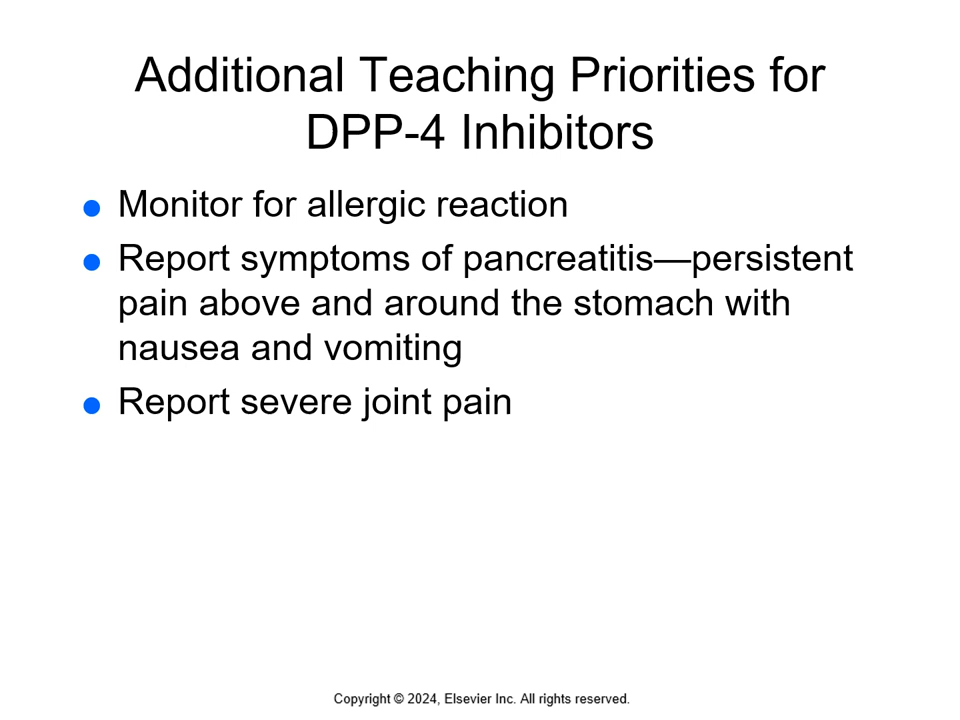 Additional Teaching Priorities for
DPP-4 Inhibitors
● Monitor for allergic reaction
● Report symptoms of pancreatitis—persistent
pain above and around the stomach with
nausea and vomiting
● Report severe joint pain
Copyright © 2024, Elsevier Inc. All rights reserved.